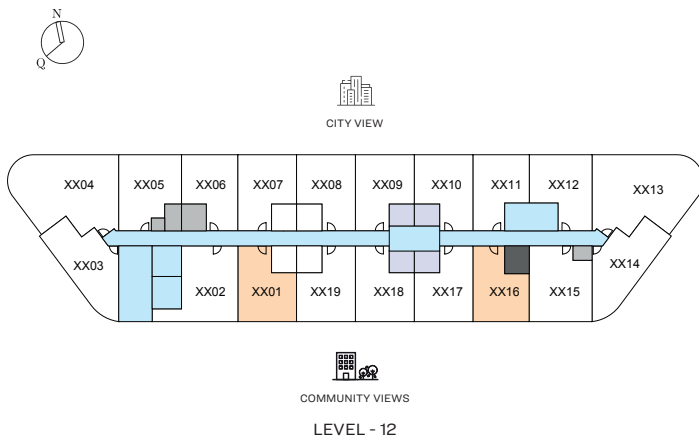 N
Q
CITY VIEW
XX04 XX05 XX06 XX07 XX08 XX09 XX10 XX11 XX12 XX13
XX03 XX02 XX01 XX19 XX18 XX17 XX16 XX15 XX14
COMMUNITY VIEWS
LEVEL - 12